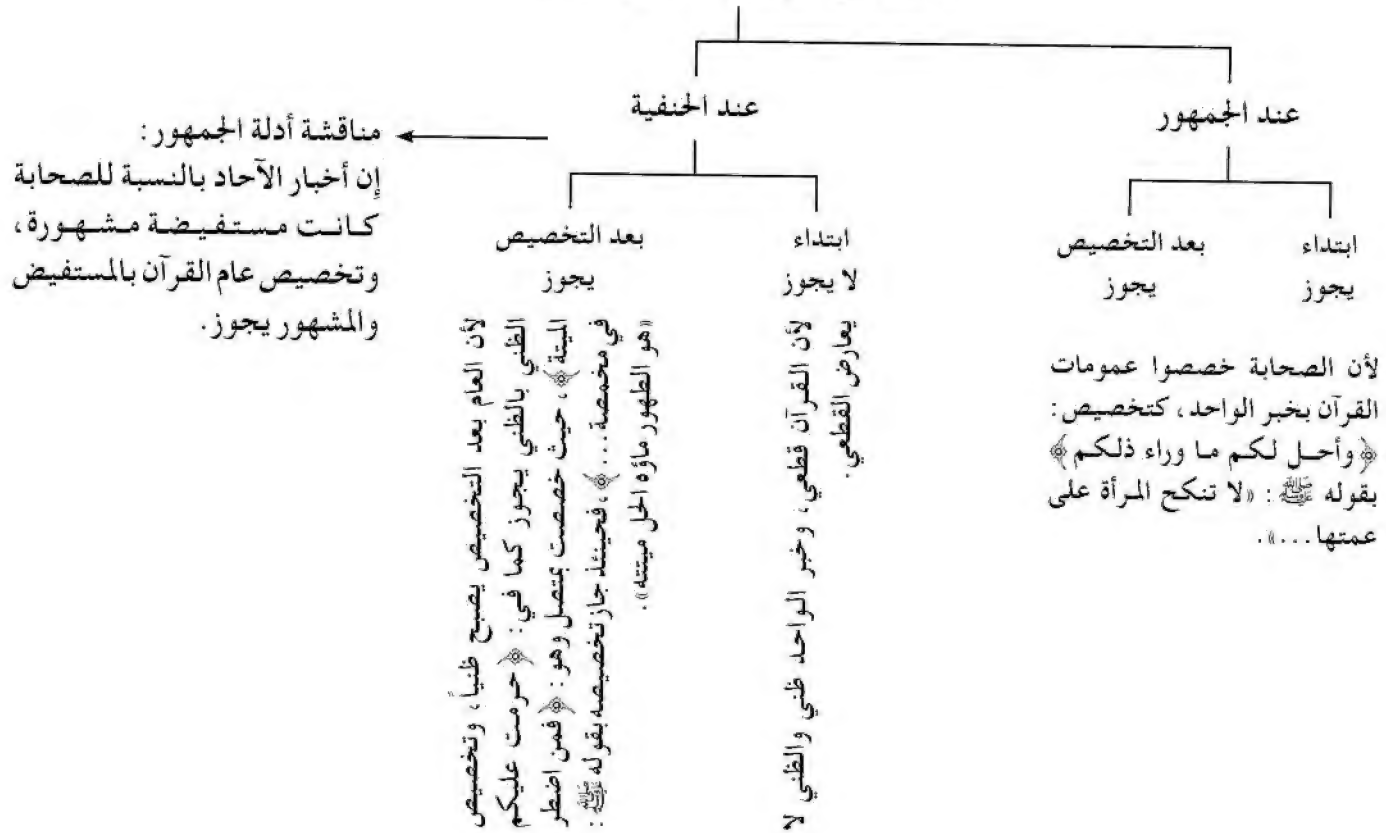 عند الجمهور
ابتداء
يجوز
بعد التخصيص
يجوز
لأن الصحابة خصصوا عمومات
القرآن بخبر الواحد، كتخصيص:
﴿وأحل لكم ما وراء ذلكم﴾
بقوله ﷺ: «لا تنكح المرأة على
عمتها...».
عند الحنفية
ابتداء
لا يجوز
لأن القرآن قطعي، وخبر الواحد ظني والظني لا
يعارض القطعي.
بعد التخصيص
يجوز
لأن العام بعد التخصيص يصبح ظنياً، وتخصيص
الظني بالظني يجوز كما في: ﴿حرمت عليكم
الميتة﴾، حيث خصصت بمتصل وهو: ﴿فمن اضطر
في مخمصة...﴾، فحينئذ جاز تخصيصه بقوله ﷺ:
«هو الطهور ماؤه الحل ميتته».
مناقشة أدلة الجمهور:
إن أخبار الآحاد بالنسبة للصحابة
كانت مستفيضة مشهورة،
وتخصيص عام القرآن بالمستفيض
والمشهور يجوز.